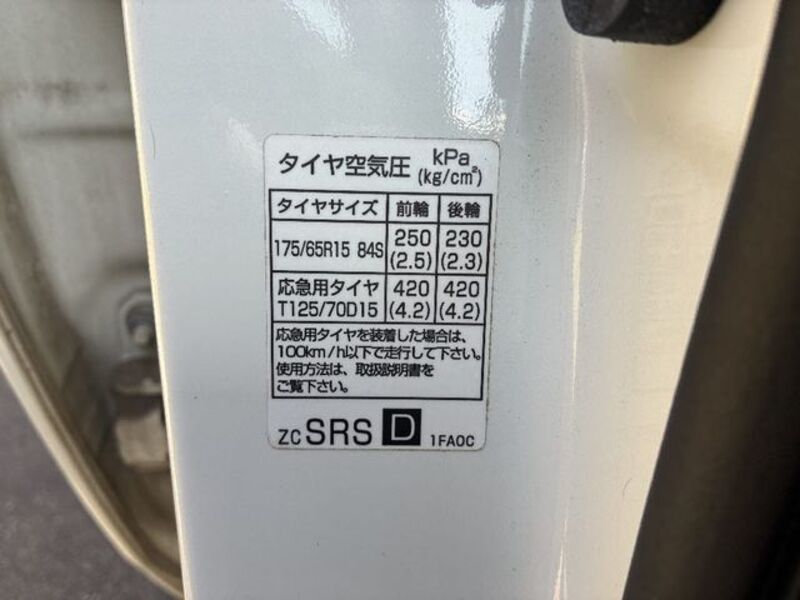 タイヤ空気圧 kPa (kg/cm²)
タイヤサイズ 前輪 後輪
175/65R15 84S 250 (2.5) 230 (2.3)
応急用タイヤ T125/70D15 420 (4.2) 420 (4.2)
応急用タイヤを装着した場合は、
100km/h以下で走行して下さい。
使用方法は、取扱説明書を
ご覧下さい。
ZC SRS D 1FA0C